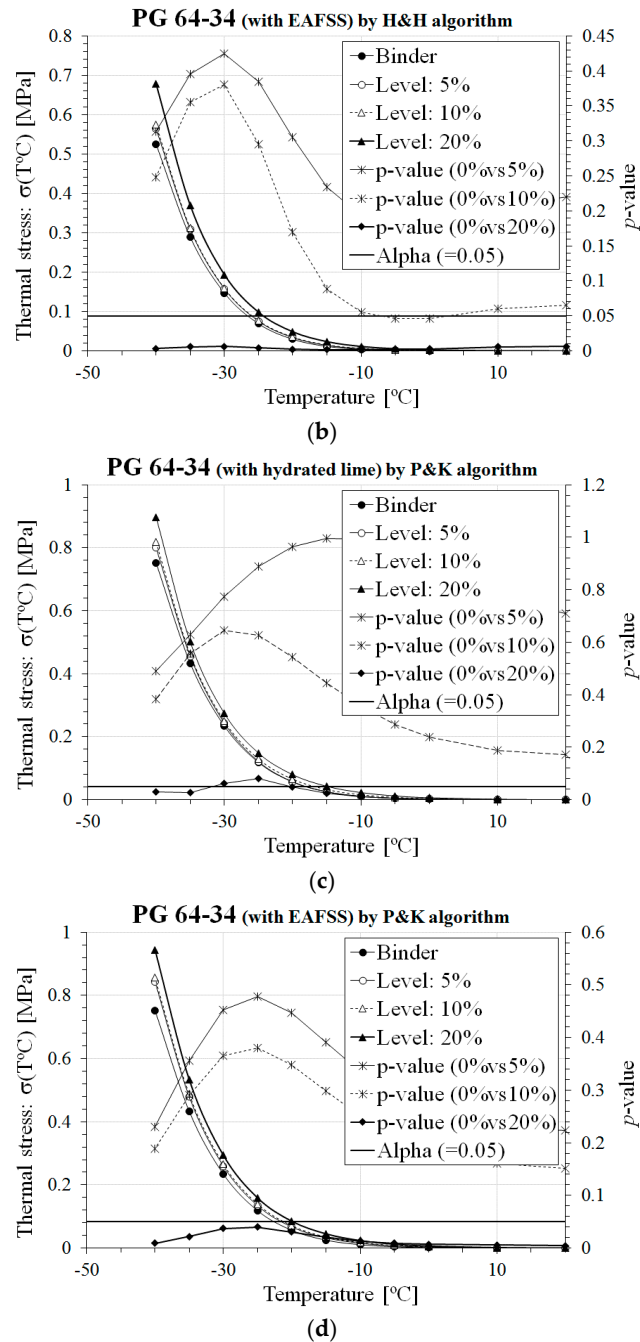 PG 64-34 (with EAFSS) by H&H algorithm
Thermal stress: σ(TºC) [MPa]
0.8
0.7
0.6
0.5
0.4
0.3
0.2
0.1
0
0.45
0.4
0.35
0.3
0.25
0.2
0.15
0.1
0.05
0
p-value
Binder
Level: 5%
Level: 10%
Level: 20%
p-value (0%vs5%)
p-value (0%vs10%)
p-value (0%vs20%)
Alpha (=0.05)
-50 -30 -10 10
Temperature [ºC]
(b)
PG 64-34 (with hydrated lime) by P&K algorithm
Thermal stress: σ(TºC) [MPa]
1
0.8
0.6
0.4
0.2
0
1.2
1
0.8
0.6
0.4
0.2
0
p-value
Binder
Level: 5%
Level: 10%
Level: 20%
p-value (0%vs5%)
p-value (0%vs10%)
p-value (0%vs20%)
Alpha (=0.05)
-50 -30 -10 10
Temperature [ºC]
(c)
PG 64-34 (with EAFSS) by P&K algorithm
Thermal stress: σ(TºC) [MPa]
1
0.8
0.6
0.4
0.2
0
0.6
0.5
0.4
0.3
0.2
0.1
0
p-value
Binder
Level: 5%
Level: 10%
Level: 20%
p-value (0%vs5%)
p-value (0%vs10%)
p-value (0%vs20%)
Alpha (=0.05)
-50 -30 -10 10
Temperature [ºC]
(d)